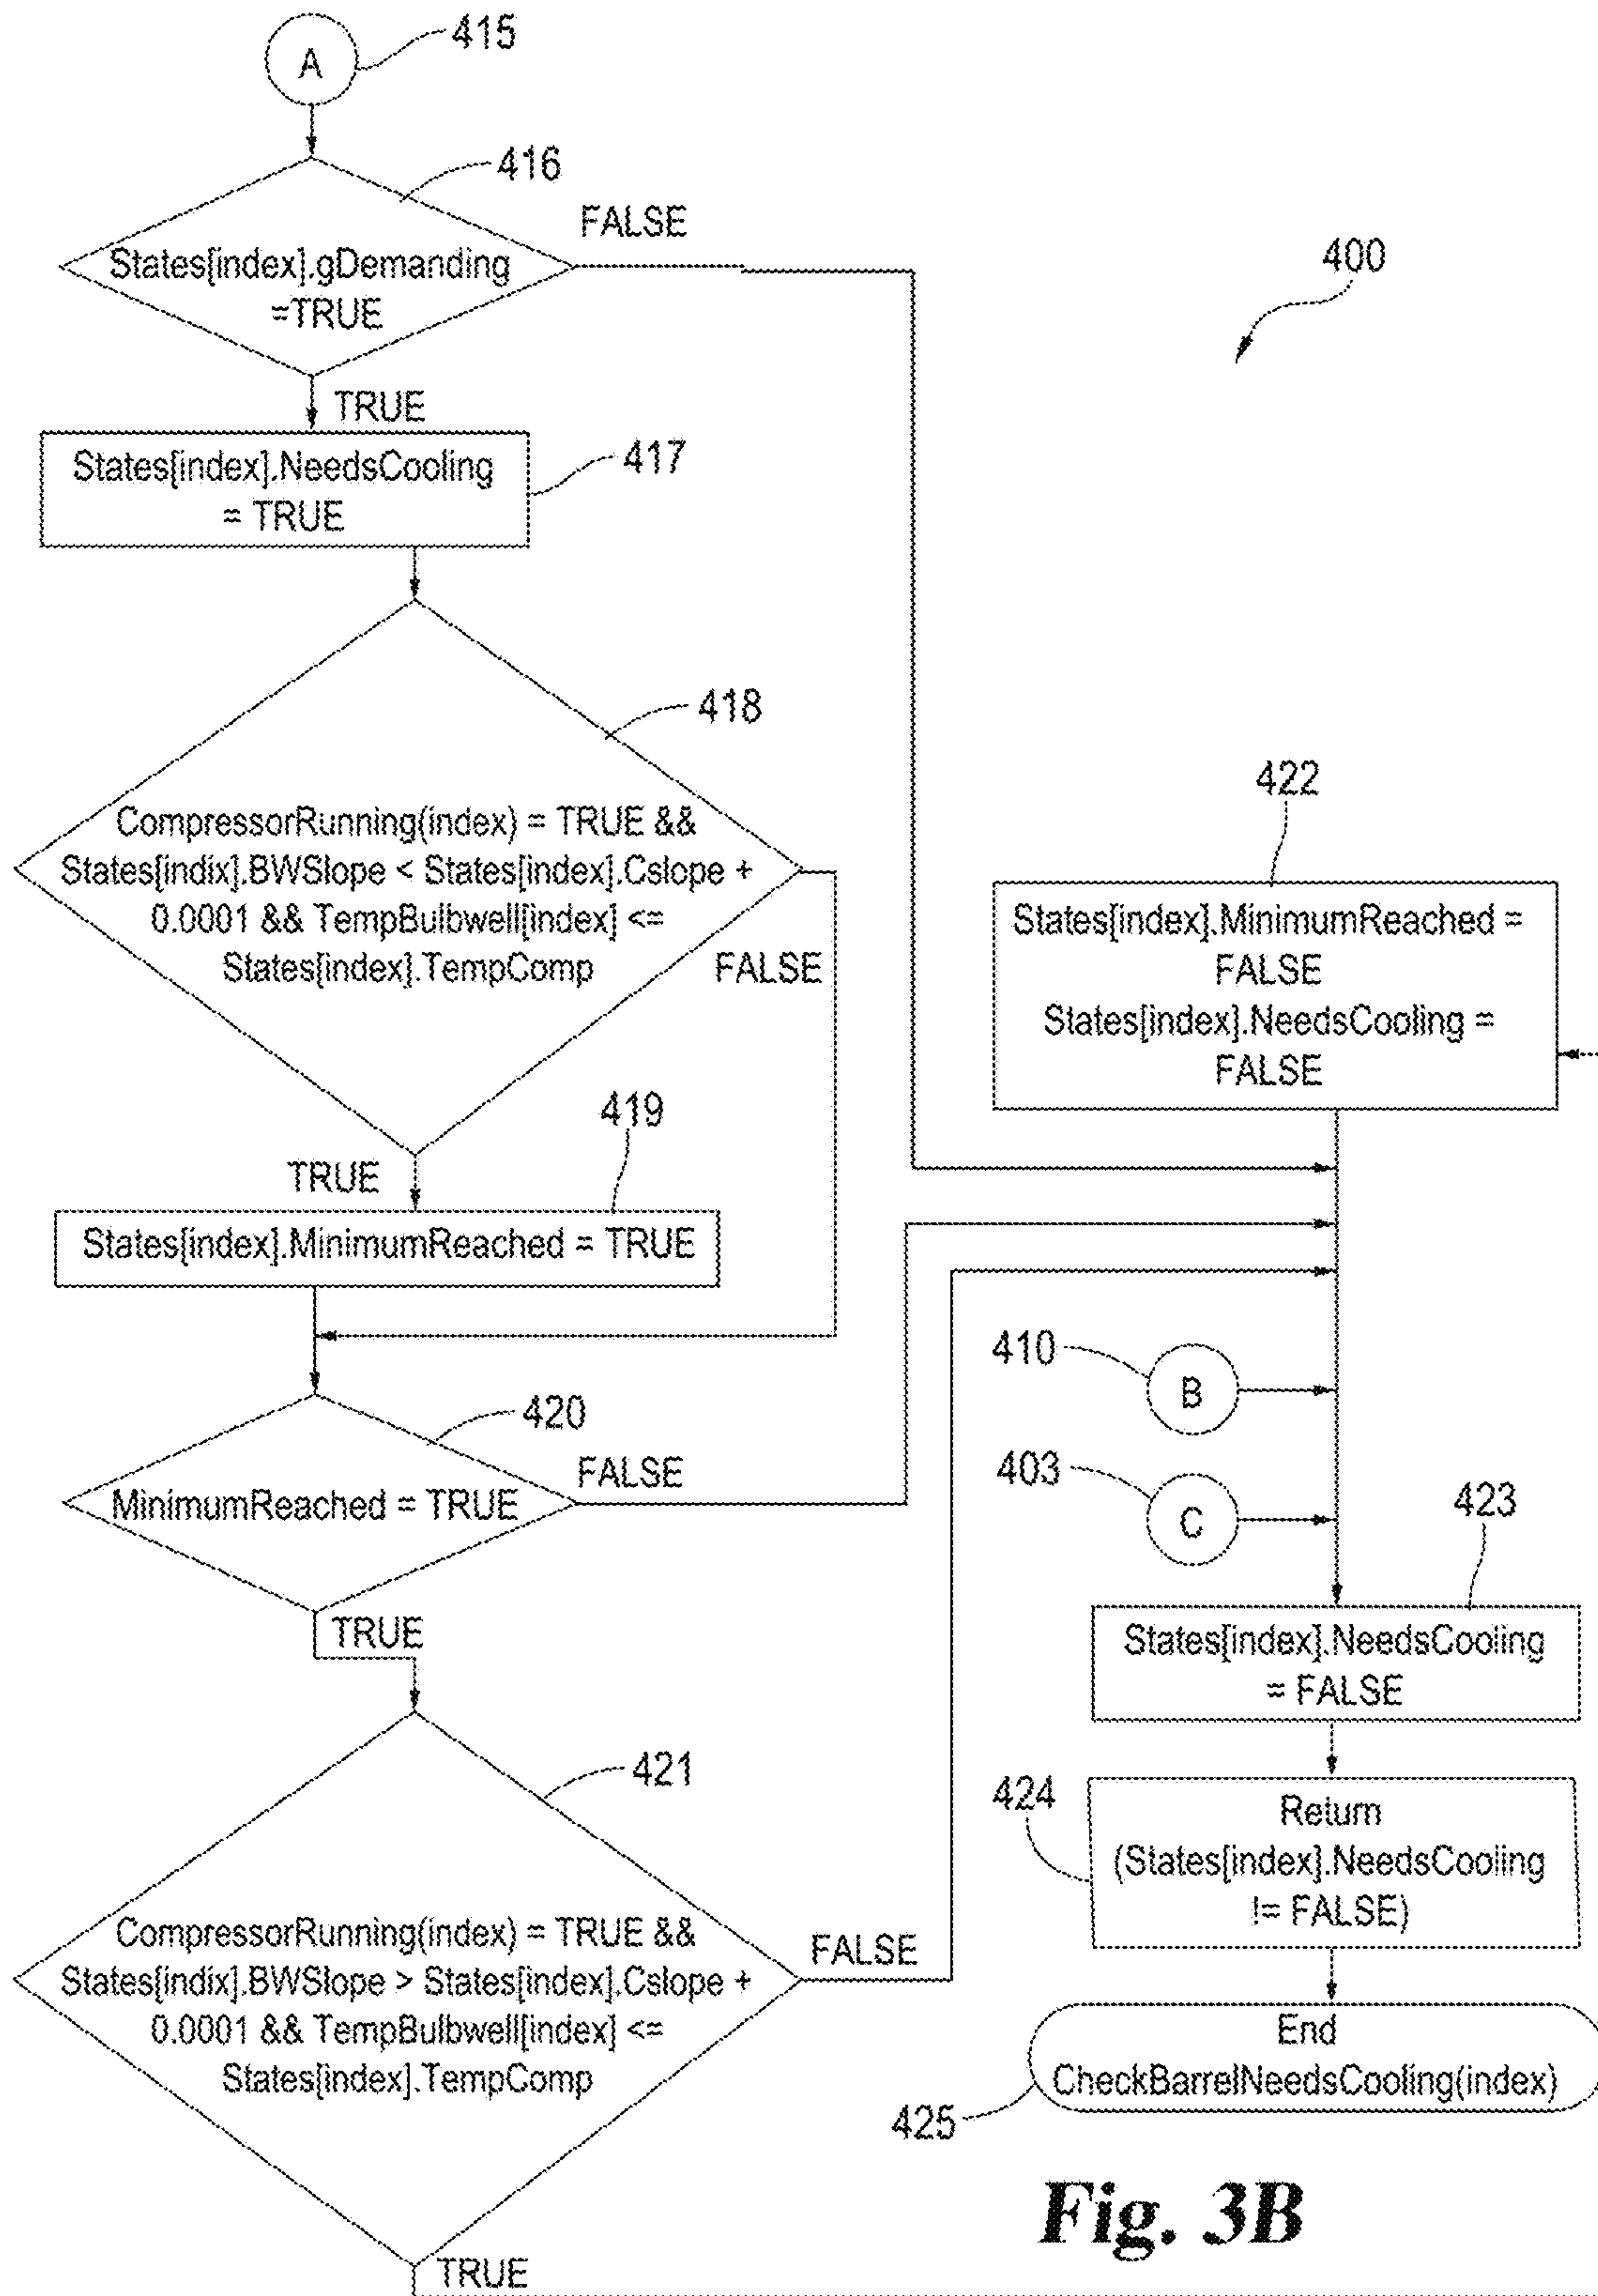 A
415
416
FALSE
States[index].gDemanding
=TRUE
TRUE
400
States[index].NeedsCooling
= TRUE
417
418
CompressorRunning(index) = TRUE &&
States[indix].BWSlope < States[index].Cslope +
0.0001 && TempBulbwell[index] <=
States[index].TempComp
FALSE
TRUE
419
States[index].MinimumReached = TRUE
420
MinimumReached = TRUE
FALSE
TRUE
421
CompressorRunning(index) = TRUE &&
States[indix].BWSlope > States[index].Cslope +
0.0001 && TempBulbwell[index] <=
States[index].TempComp
FALSE
TRUE
422
States[index].MinimumReached =
FALSE
States[index].NeedsCooling =
FALSE
410
B
403
C
423
States[index].NeedsCooling
= FALSE
424
Return
(States[index].NeedsCooling
!= FALSE)
End
CheckBarrelNeedsCooling(index)
425
Fig. 3B